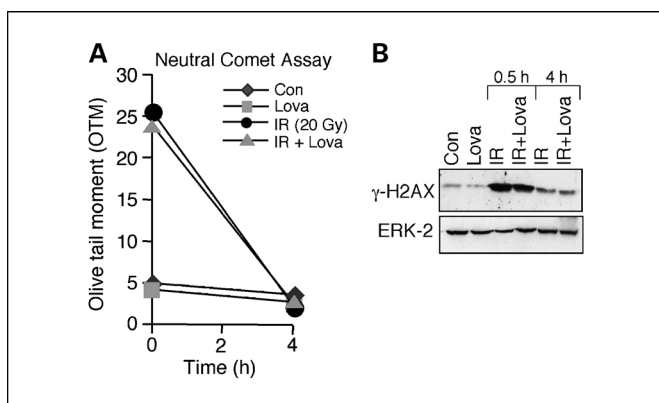 A
Neutral Comet Assay
Con
Lova
IR (20 Gy)
IR + Lova
Olive tail moment (OTM)
30
25
20
15
10
5
0
0 2 4
Time (h)
B
0.5 h 4 h
Con Lova IR IR+Lova IR IR+Lova
γ-H2AX
ERK-2